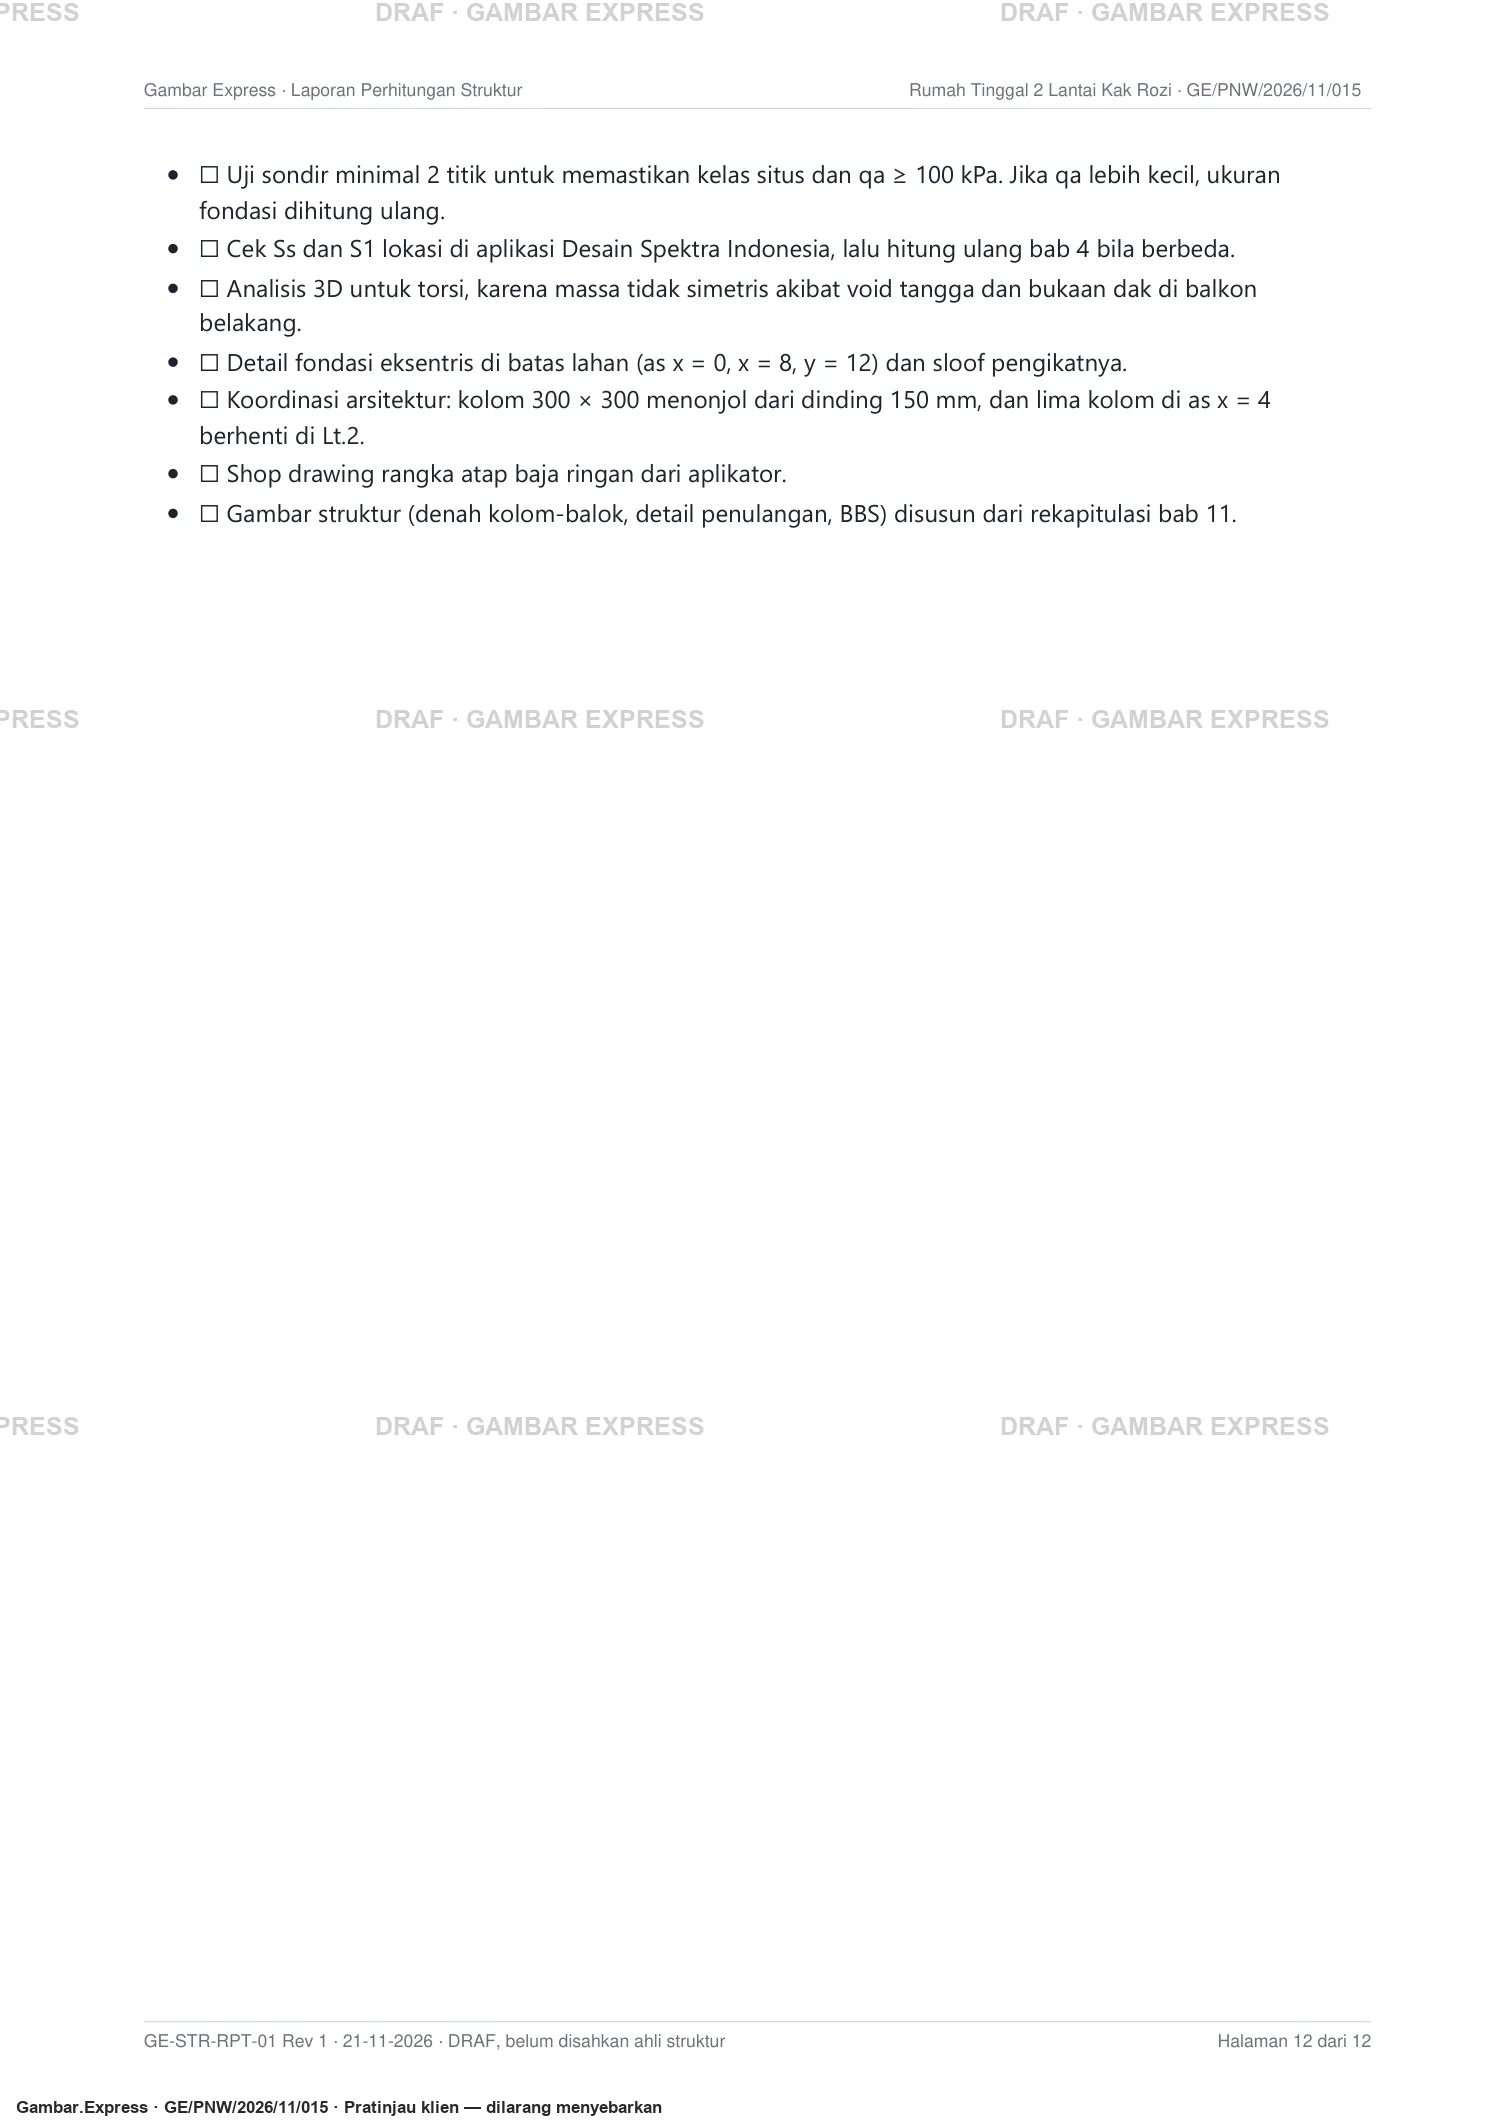 PRESS DRAF · GAMBAR EXPRESS DRAF · GAMBAR EXPRESS
Gambar Express · Laporan Perhitungan Struktur Rumah Tinggal 2 Lantai Kak Rozi · GE/PNW/2026/11/015
• ☐ Uji sondir minimal 2 titik untuk memastikan kelas situs dan qa ≥ 100 kPa. Jika qa lebih kecil, ukuran
fondasi dihitung ulang.
• ☐ Cek Ss dan S1 lokasi di aplikasi Desain Spektra Indonesia, lalu hitung ulang bab 4 bila berbeda.
• ☐ Analisis 3D untuk torsi, karena massa tidak simetris akibat void tangga dan bukaan dak di balkon
belakang.
• ☐ Detail fondasi eksentris di batas lahan (as x = 0, x = 8, y = 12) dan sloof pengikatnya.
• ☐ Koordinasi arsitektur: kolom 300 × 300 menonjol dari dinding 150 mm, dan lima kolom di as x = 4
berhenti di Lt.2.
• ☐ Shop drawing rangka atap baja ringan dari aplikator.
• ☐ Gambar struktur (denah kolom-balok, detail penulangan, BBS) disusun dari rekapitulasi bab 11.
PRESS DRAF · GAMBAR EXPRESS DRAF · GAMBAR EXPRESS
PRESS DRAF · GAMBAR EXPRESS DRAF · GAMBAR EXPRESS
GE-STR-RPT-01 Rev 1 · 21-11-2026 · DRAF, belum disahkan ahli struktur Halaman 12 dari 12
Gambar.Express · GE/PNW/2026/11/015 · Pratinjau klien — dilarang menyebarkan